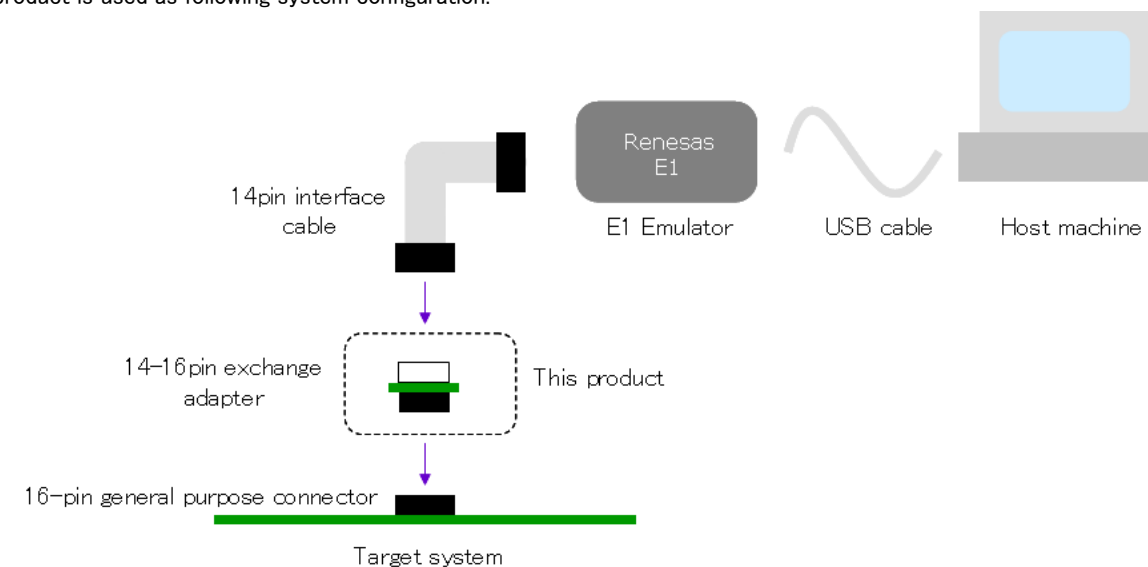 product is used as following system configuration.
Renesas
E1
14pin interface
cable
E1 Emulator
USB cable
Host machine
14-16pin exchange
adapter
This product
16-pin general purpose connector
Target system